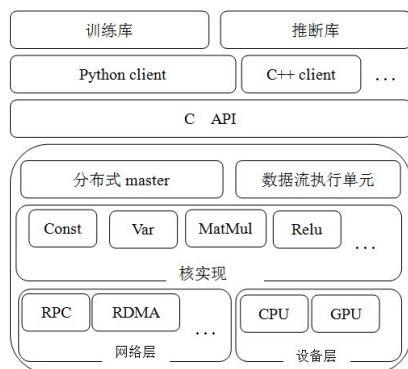 训练库 推断库
Python client C++ client ...
C API
分布式 master 数据流执行单元
Const Var MatMul Relu ...
核实现
RPC RDMA ... CPU GPU
网络层 设备层